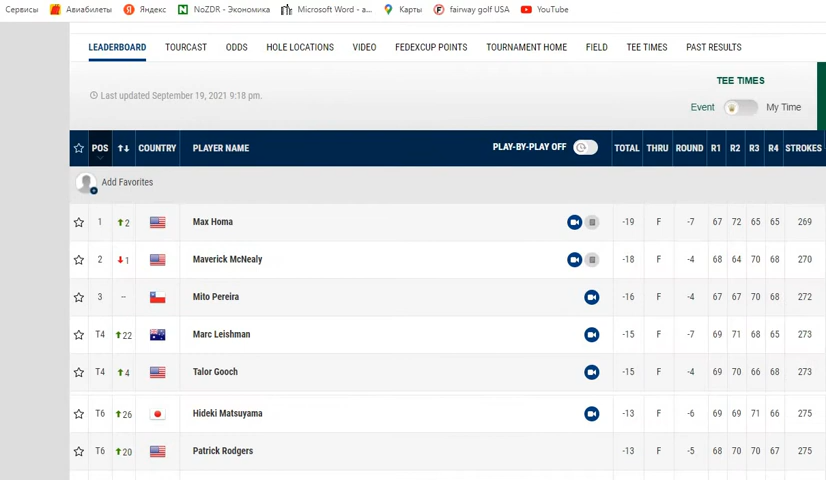 Сервисы Авиабилеты Яндекс NoZDR - Экономика Microsoft Word - a... Карты fairway golf USA YouTube
LEADERBOARD TOURCAST ODDS HOLE LOCATIONS VIDEO FEDEXCUP POINTS TOURNAMENT HOME FIELD TEE TIMES PAST RESULTS
TEE TIMES
Last updated September 19, 2021 9:18 pm.
Event My Time
POS COUNTRY PLAYER NAME PLAY-BY-PLAY OFF TOTAL THRU ROUND R1 R2 R3 R4 STROKES
Add Favorites
1 2 Max Homa -19 F -7 67 72 65 65 269
2 1 Maverick McNealy -18 F -4 68 64 70 68 270
3 -- Mito Pereira -16 F -4 67 67 70 68 272
T4 22 Marc Leishman -15 F -7 69 71 68 65 273
T4 4 Talor Gooch -15 F -4 69 70 66 68 273
T6 26 Hideki Matsuyama -13 F -6 69 69 71 66 275
T6 20 Patrick Rodgers -13 F -5 68 70 70 67 275